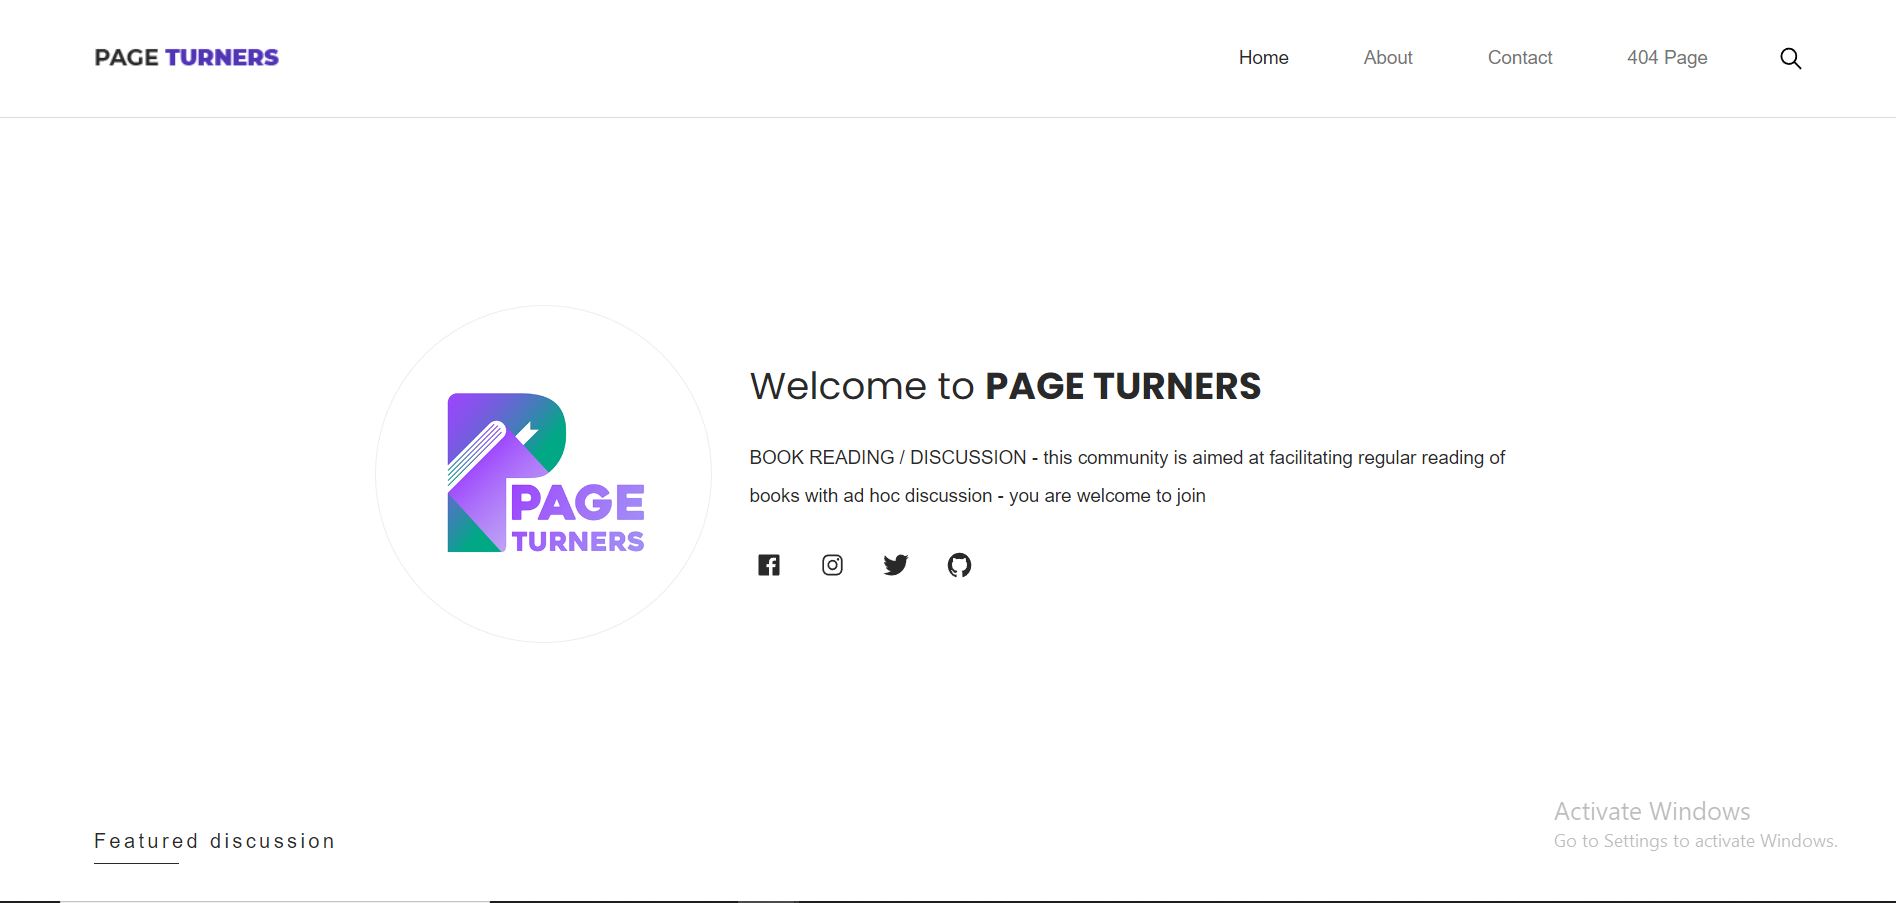 PAGE TURNERS
Home
About
Contact
404 Page
Welcome to PAGE TURNERS
BOOK READING / DISCUSSION - this community is aimed at facilitating regular reading of
books with ad hoc discussion - you are welcome to join
PAGE
TURNERS
Featured discussion
Activate Windows
Go to Settings to activate Windows.